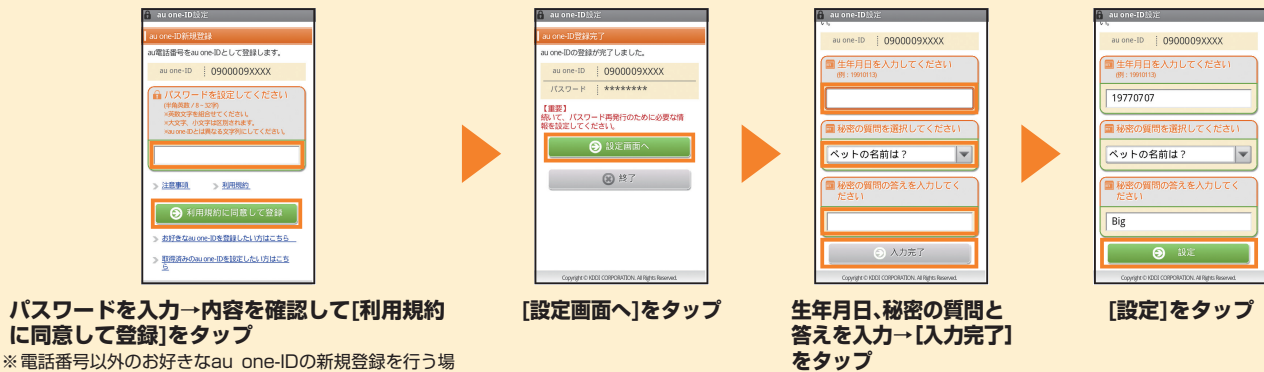 au one-ID設定
au one-ID新規登録
au電話番号をau one-IDとして登録します。
au one-ID 0900009XXXX
パスワードを設定してください
(半角英数/8～32字)
※英数文字を組合せてください。
※大文字、小文字は区別されます。
※au one-IDとは異なる文字列にしてください。
注意事項 利用規約
利用規約に同意して登録
お好きなau one-IDを登録したい方はこちら
取得済みのau one-IDを設定したい方はこち
ら
パスワードを入力→内容を確認して[利用規約
に同意して登録]をタップ
※電話番号以外のお好きなau one-IDの新規登録を行う場
au one-ID設定
au one-ID登録完了
au one-IDの登録が完了しました。
au one-ID 0900009XXXX
パスワード ********
【重要】
続いて、パスワード再発行のために必要な情
報を設定してください。
設定画面へ
終了
Copyright © KDDI CORPORATION. All Rights Reserved.
[設定画面へ]をタップ
au one-ID設定
au one-ID 0900009XXXX
生年月日を入力してください
(例：19910113)
秘密の質問を選択してください
ペットの名前は？
秘密の質問の答えを入力してく
ださい
入力完了
Copyright © KDDI CORPORATION. All Rights Reserved.
生年月日、秘密の質問と
答えを入力→[入力完了]
をタップ
au one-ID設定
au one-ID 0900009XXXX
生年月日を入力してください
(例：19910113)
19770707
秘密の質問を選択してください
ペットの名前は？
秘密の質問の答えを入力してく
ださい
Big
設定
Copyright © KDDI CORPORATION. All Rights Reserved.
[設定]をタップ